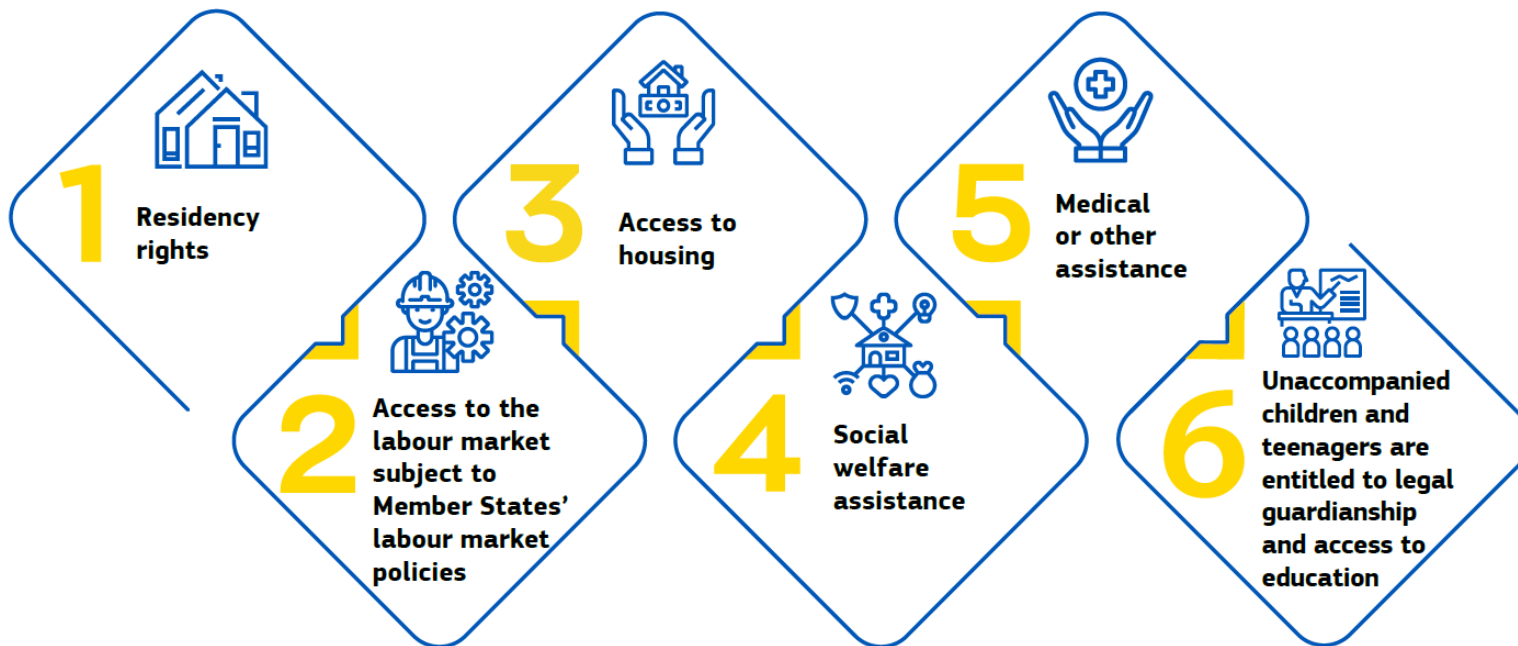 1
Residency
rights
2
Access to the
labour market
subject to
Member States’
labour market
policies
3
Access to
housing
4
Social
welfare
assistance
5
Medical
or other
assistance
6
Unaccompanied
children and
teenagers are
entitled to legal
guardianship
and access to
education